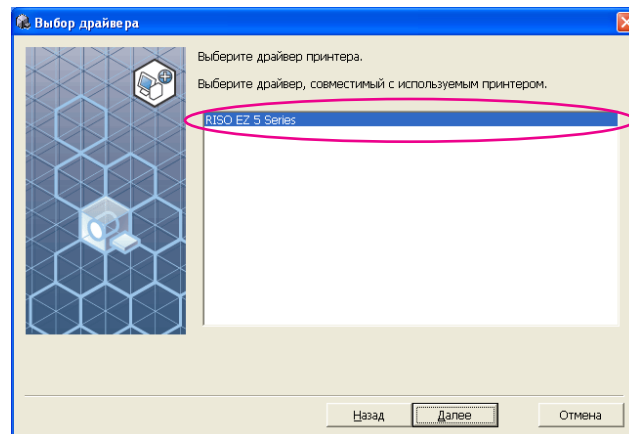 Выбор драйвера
Выберите драйвер принтера.
Выберите драйвер, совместимый с используемым принтером.
RISO EZ 5 Series
Назад
Далее
Отмена